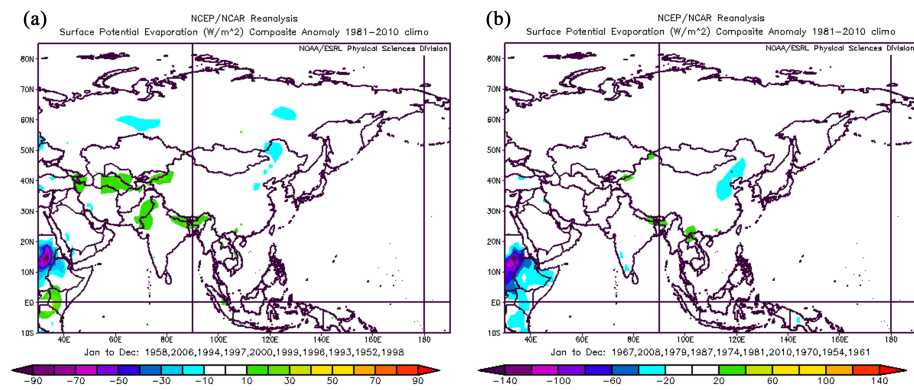 (a)
NCEP/NCAR Reanalysis
Surface Potential Evaporation (W/m^2) Composite Anomaly 1981-2010 climo
NOAA/ESRL Physical Sciences Division
80N
70N
60N
50N
40N
30N
20N
10N
EQ
10S
40E
60E
80E
100E
120E
140E
160E
180
Jan to Dec: 1958,2006,1994,1997,2000,1999,1996,1993,1952,1998
-90 -70 -50 -30 -10 10 30 50 70 90
(b)
NCEP/NCAR Reanalysis
Surface Potential Evaporation (W/m^2) Composite Anomaly 1981-2010 climo
NOAA/ESRL Physical Sciences Division
80N
70N
60N
50N
40N
30N
20N
10N
EQ
10S
40E
60E
80E
100E
120E
140E
160E
180
Jan to Dec: 1967,2008,1979,1987,1974,1981,2010,1970,1954,1961
-140 -100 -60 -20 20 60 100 140